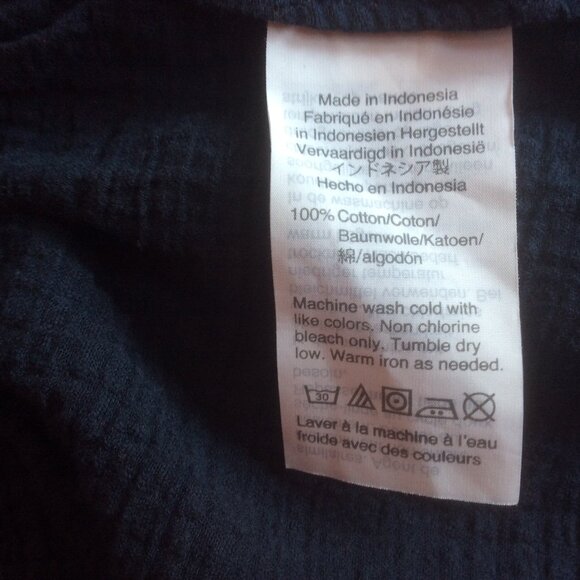 Made in Indonesia
Fabriqué en Indonésie
in Indonesien Hergestellt
Vervaardigd in Indonesië
インドネシア製
Hecho en Indonesia
100% Cotton/Coton/
Baumwolle/Katoen/
綿/algodón
Machine wash cold with
like colors. Non chlorine
bleach only. Tumble dry
low. Warm iron as needed.
30
Laver à la machine à l'eau
froide avec des couleurs